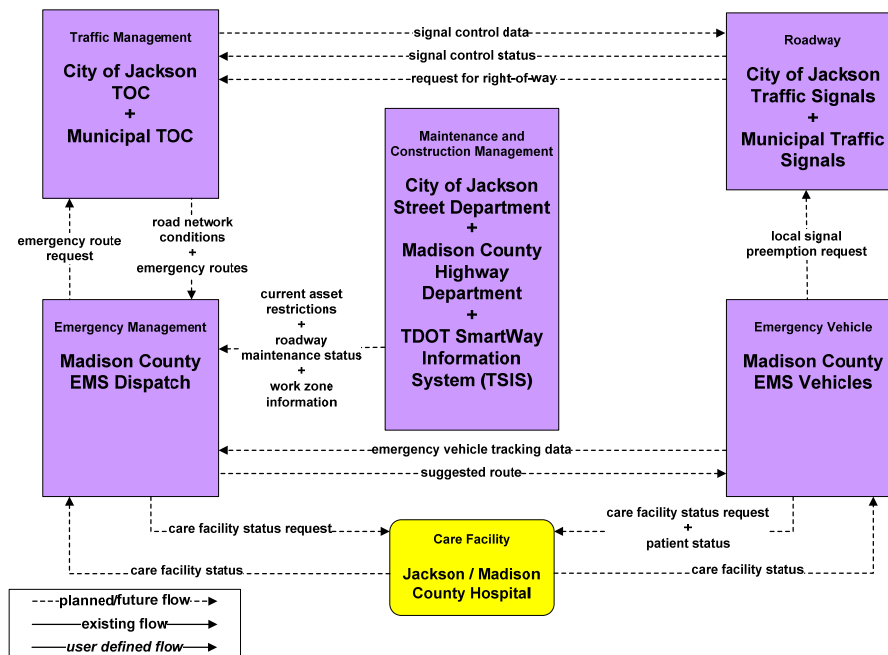 Traffic Management
City of Jackson
TOC
+
Municipal TOC
signal control data
signal control status
request for right-of-way
Roadway
City of Jackson
Traffic Signals
+
Municipal Traffic
Signals
Maintenance and
Construction Management
City of Jackson
Street Department
+
Madison County
Highway
Department
+
TDOT SmartWay
Information
System (TSIS)
emergency route
request
road network
conditions
+
emergency routes
local signal
preemption request
current asset
restrictions
+
roadway
maintenance status
+
work zone
information
Emergency Management
Madison County
EMS Dispatch
Emergency Vehicle
Madison County
EMS Vehicles
emergency vehicle tracking data
suggested route
care facility status request
care facility status request
+
patient status
Care Facility
Jackson / Madison
County Hospital
care facility status
care facility status
planned/future flow
existing flow
user defined flow